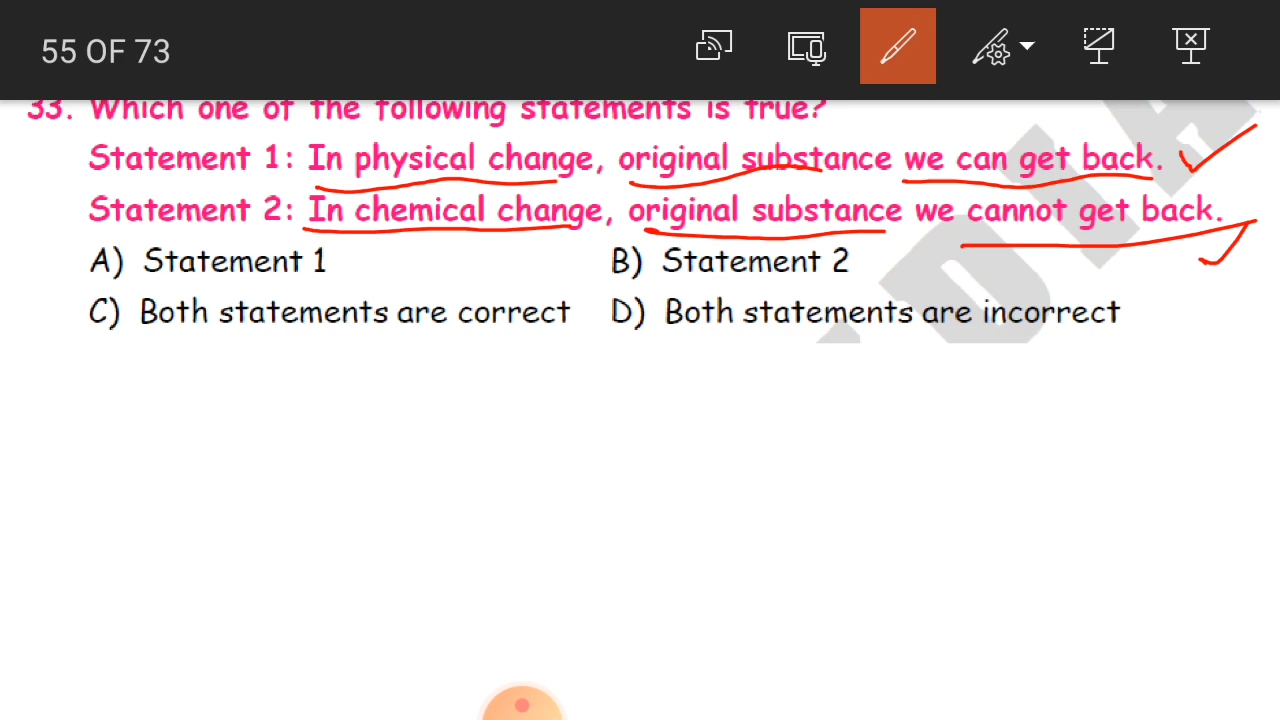 55 OF 73
33. Which one of the following statements is true?
Statement 1: In physical change, original substance we can get back.
Statement 2: In chemical change, original substance we cannot get back.
A) Statement 1 B) Statement 2
C) Both statements are correct D) Both statements are incorrect